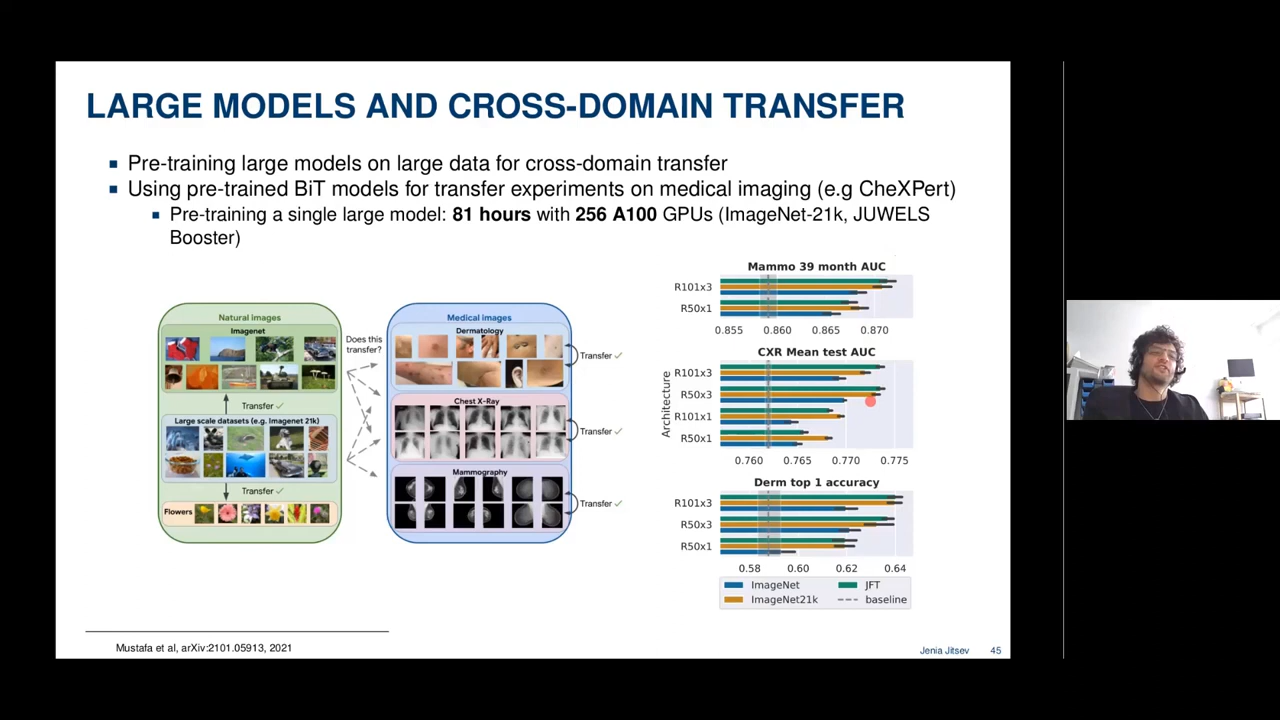 LARGE MODELS AND CROSS-DOMAIN TRANSFER
Pre-training large models on large data for cross-domain transfer
Using pre-trained BiT models for transfer experiments on medical imaging (e.g CheXPert)
Pre-training a single large model: 81 hours with 256 A100 GPUs (ImageNet-21k, JUWELS
Booster)
Natural images
Imagenet
Transfer ✓
Large scale datasets (e.g. Imagenet 21k)
Transfer ✓
Flowers
Does this
transfer?
Medical images
Dermatology
Transfer ✓
Chest X-Ray
Transfer ✓
Mammography
Transfer ✓
Architecture
Mammo 39 month AUC
R101x3
R50x1
0.855 0.860 0.865 0.870
CXR Mean test AUC
R101x3
R50x3
R101x1
R50x1
0.760 0.765 0.770 0.775
Derm top 1 accuracy
R101x3
R50x3
R50x1
0.58 0.60 0.62 0.64
ImageNet JFT
ImageNet21k baseline
Mustafa et al, arXiv:2101.05913, 2021
Jenia Jitsev 45